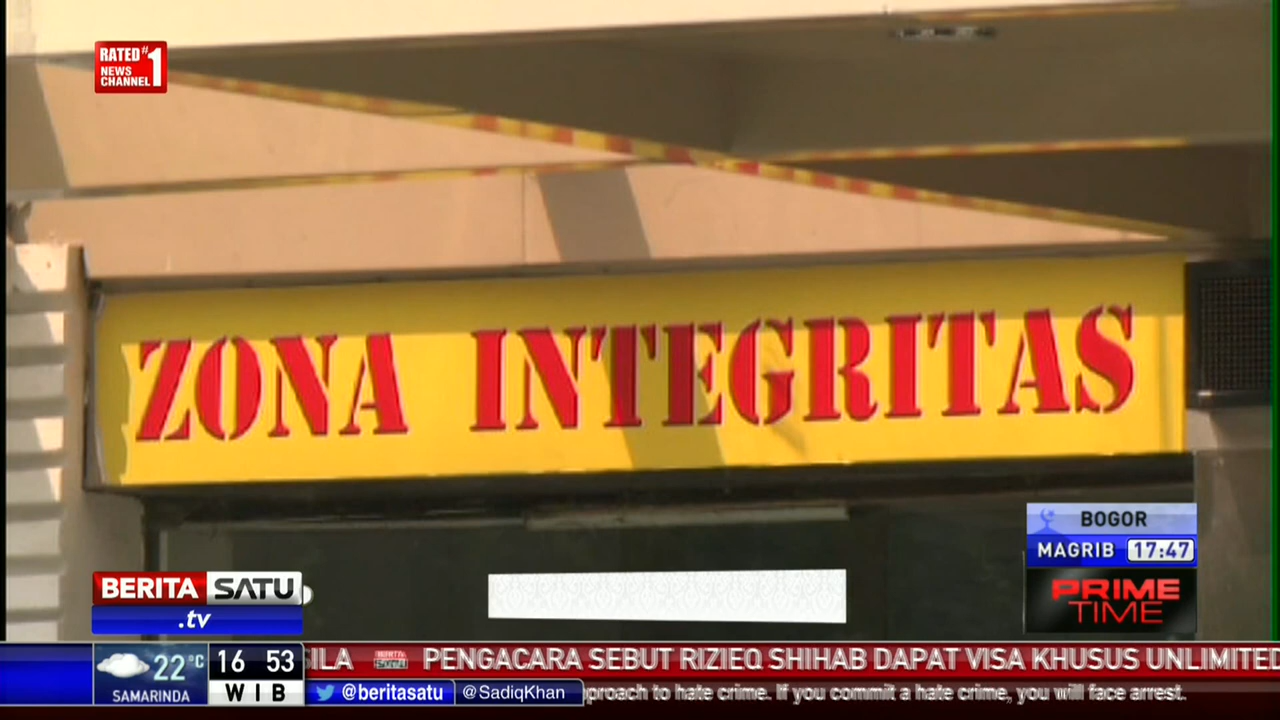 RATED #1
NEWS
CHANNEL
ZONA INTEGRITAS
BOGOR
MAGRIB 17:47
PRIME
TIME
BERITA SATU
.tv
22°C
SAMARINDA
16 53
WIB
PENGACARA SEBUT RIZIEQ SHIHAB DAPAT VISA KHUSUS UNLIMITED
@beritasatu
@SadiqKhan
to hate crime. If you commit a hate crime, you will face arrest.